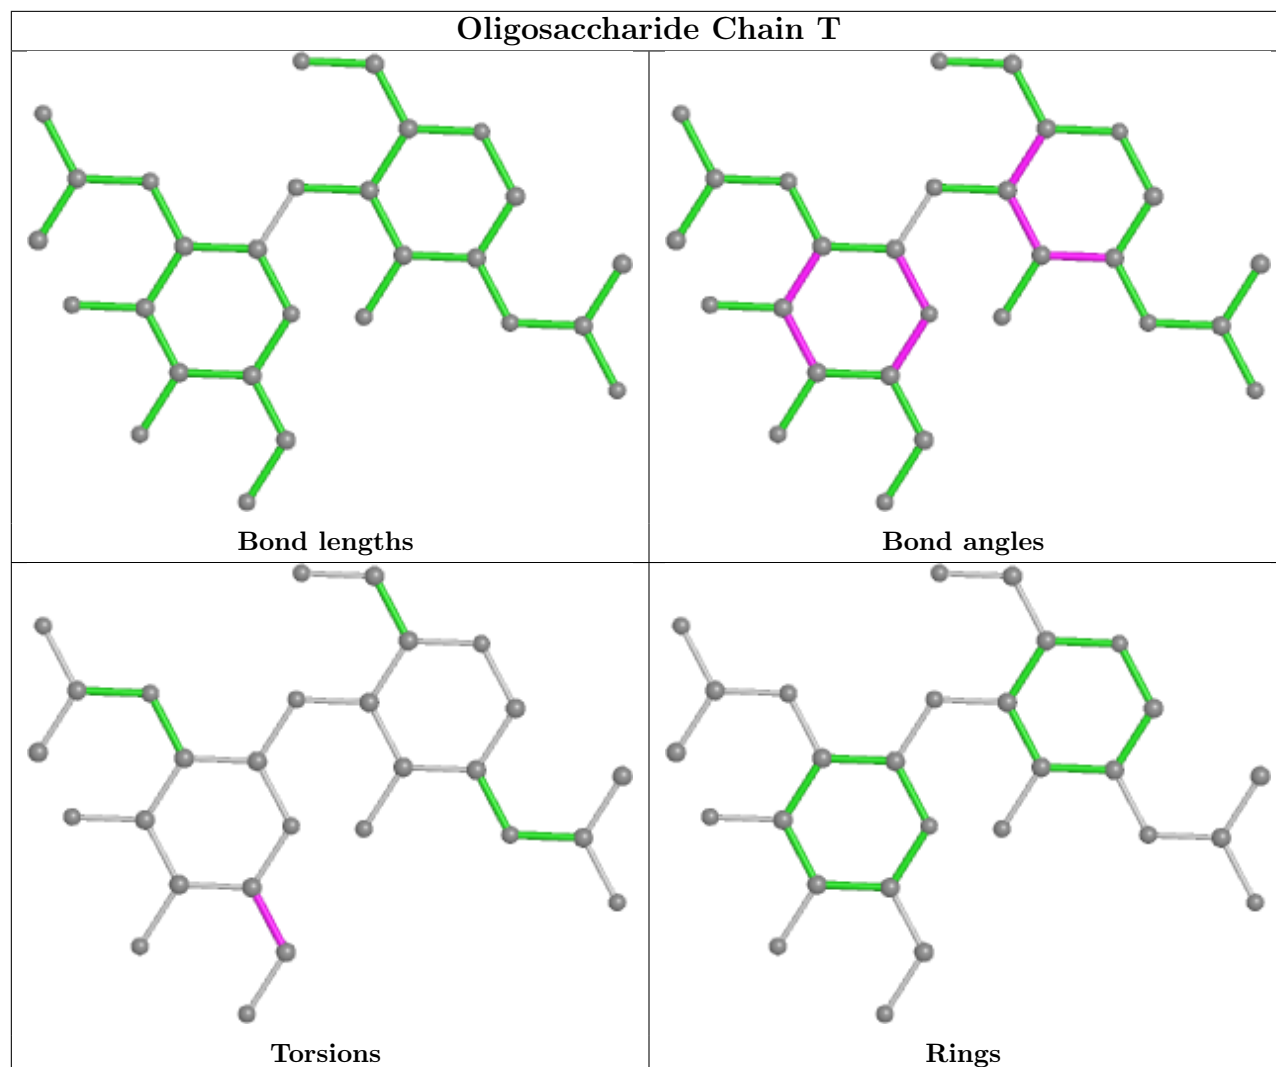 Oligosaccharide Chain T
Bond lengths
Bond angles
Torsions
Rings